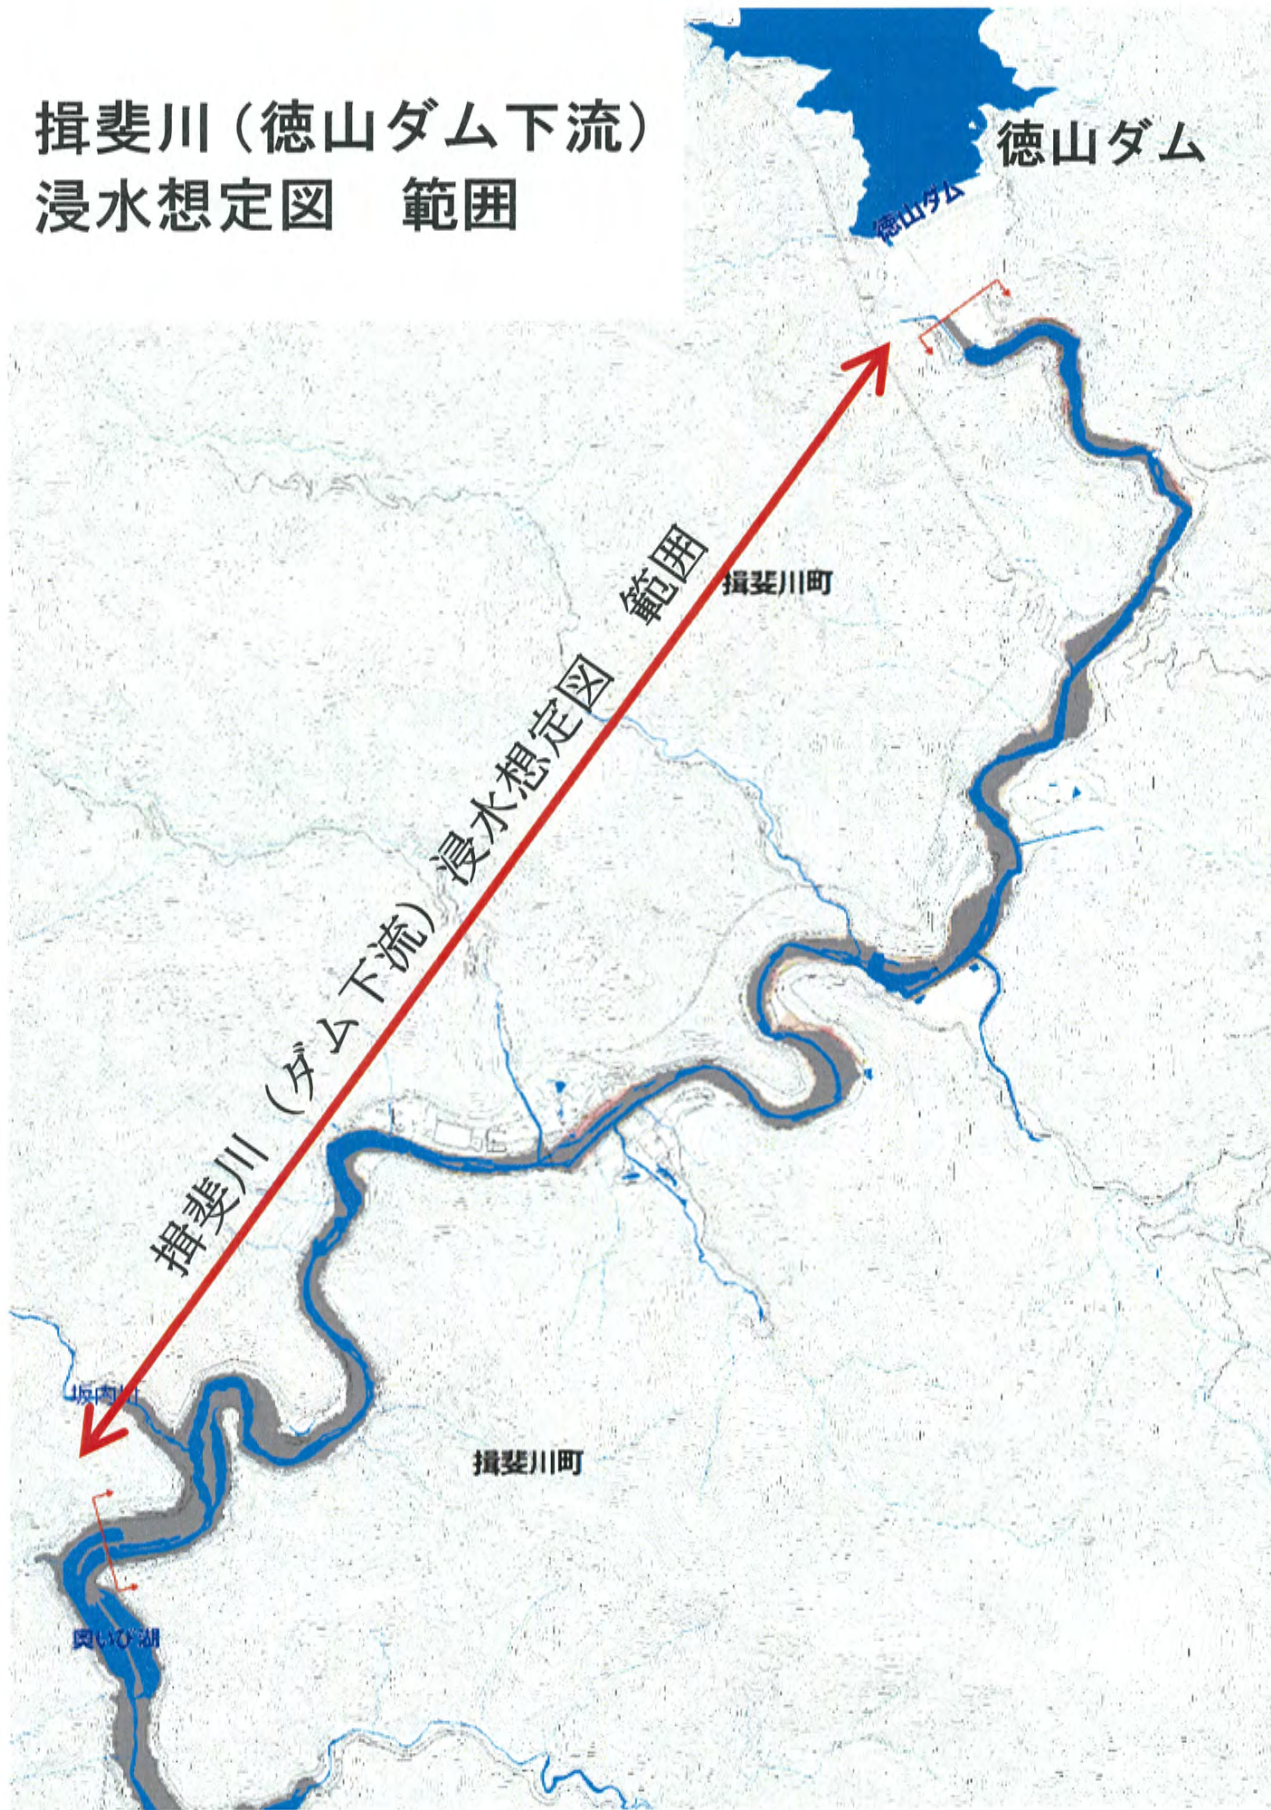 揖斐川（徳山ダム下流）
浸水想定図　範囲
徳山ダム
徳山ダム
揖斐川町
揖斐川（ダム下流）浸水想定図　範囲
坂内川
揖斐川町
奥いび湖